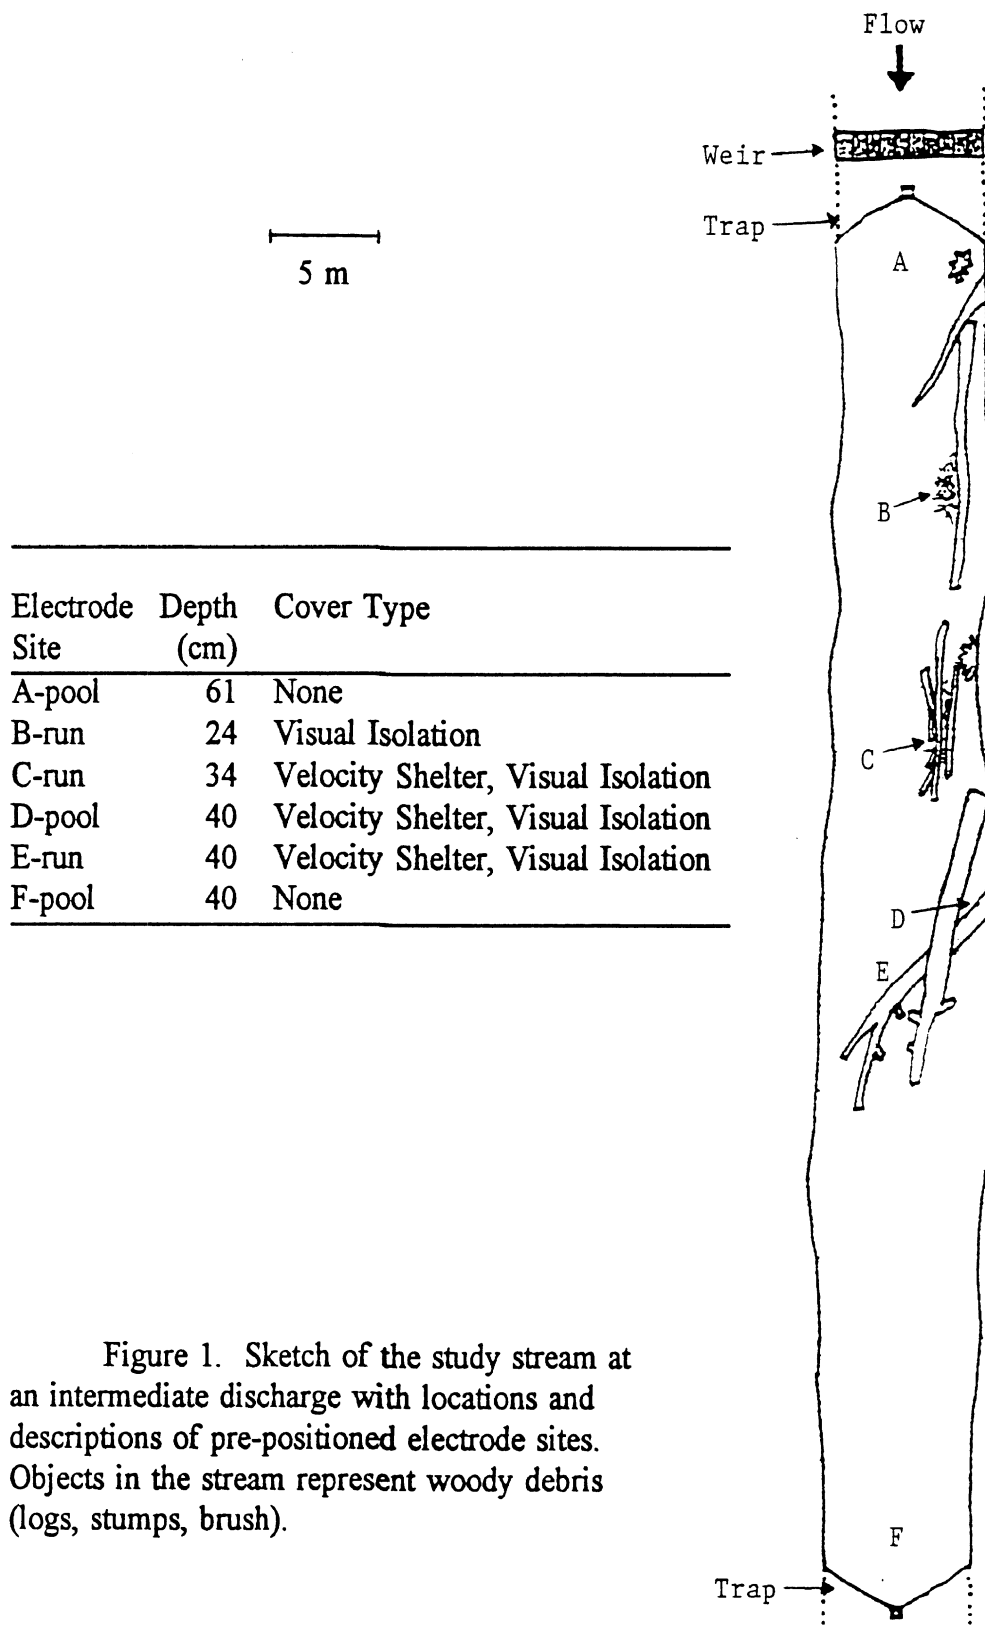 Flow
Weir
Trap
5 m
A
B
Electrode Depth Cover Type
Site (cm)
A-pool 61 None
B-run 24 Visual Isolation
C-run 34 Velocity Shelter, Visual Isolation
D-pool 40 Velocity Shelter, Visual Isolation
E-run 40 Velocity Shelter, Visual Isolation
F-pool 40 None
C
D
E
Figure 1. Sketch of the study stream at
an intermediate discharge with locations and
descriptions of pre-positioned electrode sites.
Objects in the stream represent woody debris
(logs, stumps, brush).
F
Trap